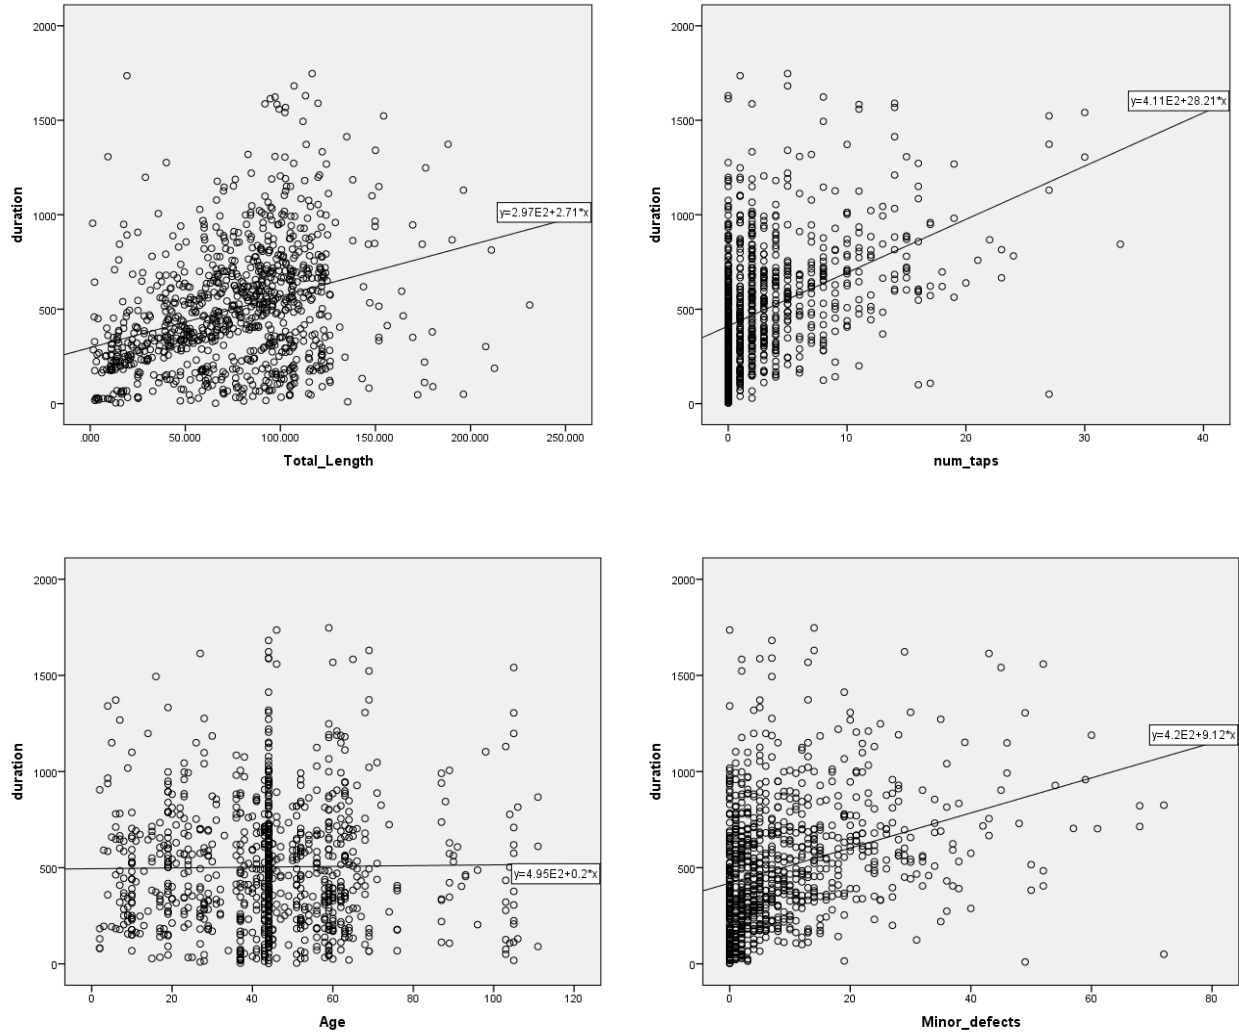 2000
1500
1000
500
0
duration
y=2.97E2+2.71*x
.000 50.000 100.000 150.000 200.000 250.000
Total_Length
2000
1500
1000
500
0
duration
y=4.11E2+28.21*x
0 10 20 30 40
num_taps
2000
1500
1000
500
0
duration
y=4.95E2+0.2*x
0 20 40 60 80 100 120
Age
2000
1500
1000
500
0
duration
y=4.2E2+9.12*x
0 20 40 60 80
Minor_defects